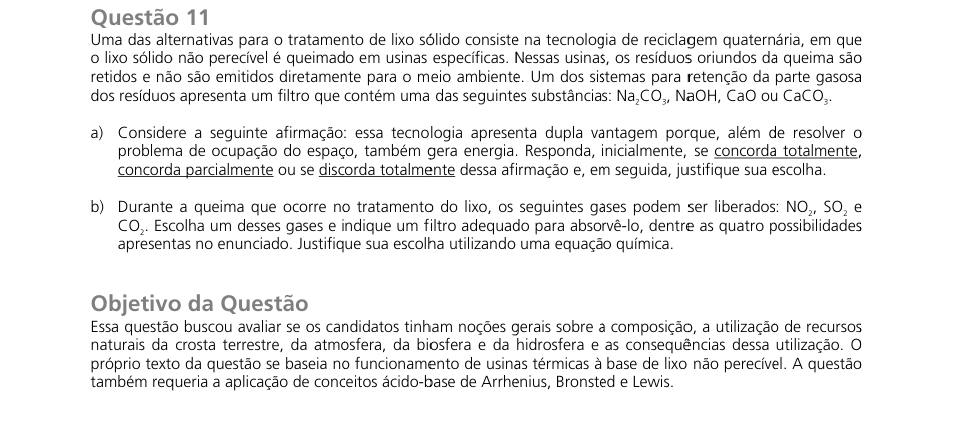 Questão 11
Uma das alternativas para o tratamento de lixo sólido consiste na tecnologia de reciclagem quaternária, em que
o lixo sólido não perecível é queimado em usinas específicas. Nessas usinas, os resíduos oriundos da queima são
retidos e não são emitidos diretamente para o meio ambiente. Um dos sistemas para retenção da parte gasosa
dos resíduos apresenta um filtro que contém uma das seguintes substâncias: Na₂CO₃, NaOH, CaO ou CaCO₃.
a) Considere a seguinte afirmação: essa tecnologia apresenta dupla vantagem porque, além de resolver o
problema de ocupação do espaço, também gera energia. Responda, inicialmente, se concorda totalmente,
concorda parcialmente ou se discorda totalmente dessa afirmação e, em seguida, justifique sua escolha.
b) Durante a queima que ocorre no tratamento do lixo, os seguintes gases podem ser liberados: NO₂, SO₂ e
CO₂. Escolha um desses gases e indique um filtro adequado para absorvê-lo, dentre as quatro possibilidades
apresentas no enunciado. Justifique sua escolha utilizando uma equação química.
Objetivo da Questão
Essa questão buscou avaliar se os candidatos tinham noções gerais sobre a composição, a utilização de recursos
naturais da crosta terrestre, da atmosfera, da biosfera e da hidrosfera e as consequências dessa utilização. O
próprio texto da questão se baseia no funcionamento de usinas térmicas à base de lixo não perecível. A questão
também requeria a aplicação de conceitos ácido-base de Arrhenius, Bronsted e Lewis.